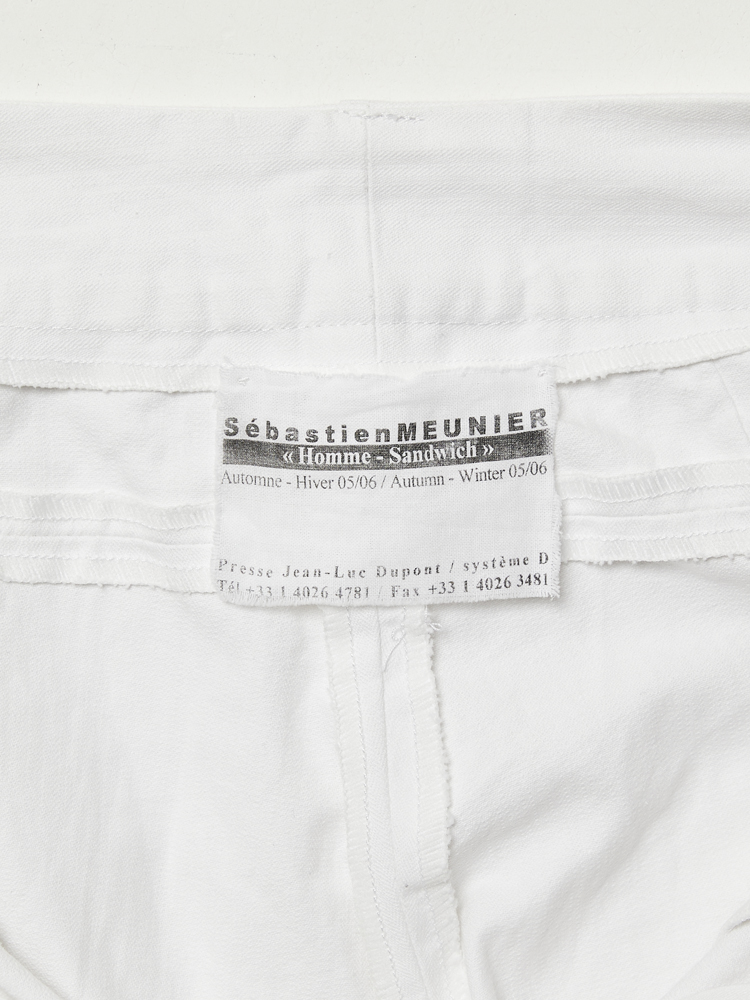 SébastienMEUNIER
« Homme - Sandwich »
Automne - Hiver 05/06 / Autumn - Winter 05/06
Presse Jean-Luc Dupont / système D
Tél +33 1 4026 4781 / Fax +33 1 4026 3481